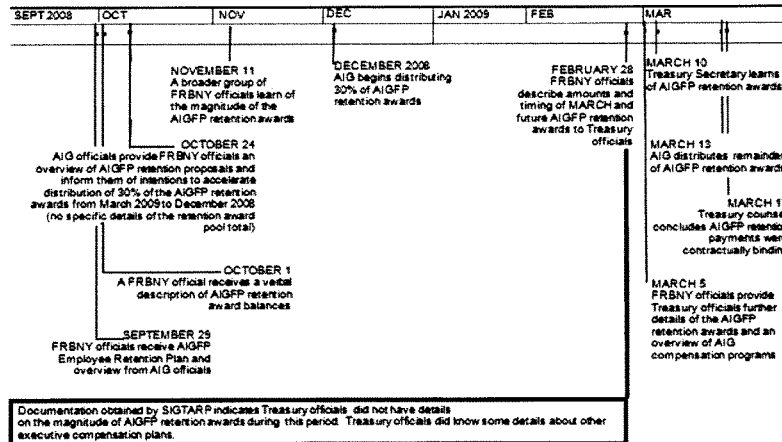 SEPT 2008 OCT NOV DEC JAN 2009 FEB MAR
NOVEMBER 11
A broader group of
FRBNY officials learn of
the magnitude of the
AIGFP retention awards
DECEMBER 2008
AIG begins distributing
30% of AIGFP
retention awards
FEBRUARY 28
FRBNY officials
describe amounts and
timing of MARCH and
future AIGFP retention
awards to Treasury
officials
MARCH 10
Treasury Secretary learns
of AIGFP retention awards
OCTOBER 24
AIG officials provide FRBNY officials an
overview of AIGFP retention proposals and
inform them of intentions to accelerate
distribution of 30% of the AIGFP retention
awards from March 2009 to December 2008
(no specific details of the retention award
pool total)
MARCH 13
AIG distributes remainder
of AIGFP retention awards
MARCH 1
Treasury counse
concludes AIGFP retentio
payments wer
contractually bindin
OCTOBER 1
A FRBNY official receives a verbal
description of AIGFP retention
award balances
MARCH 5
FRBNY officials provide
Treasury officials further
details of the AIGFP
retention awards and an
overview of AIG
compensation programs
SEPTEMBER 29
FRBNY officials receive AIGFP
Employee Retention Plan and
overview from AIG officials
Documentation obtained by SIGTARP indicates Treasury officials did not have details
on the magnitude of AIGFP retention awards during this period. Treasury officials did know some details about other
executive compensation plans.